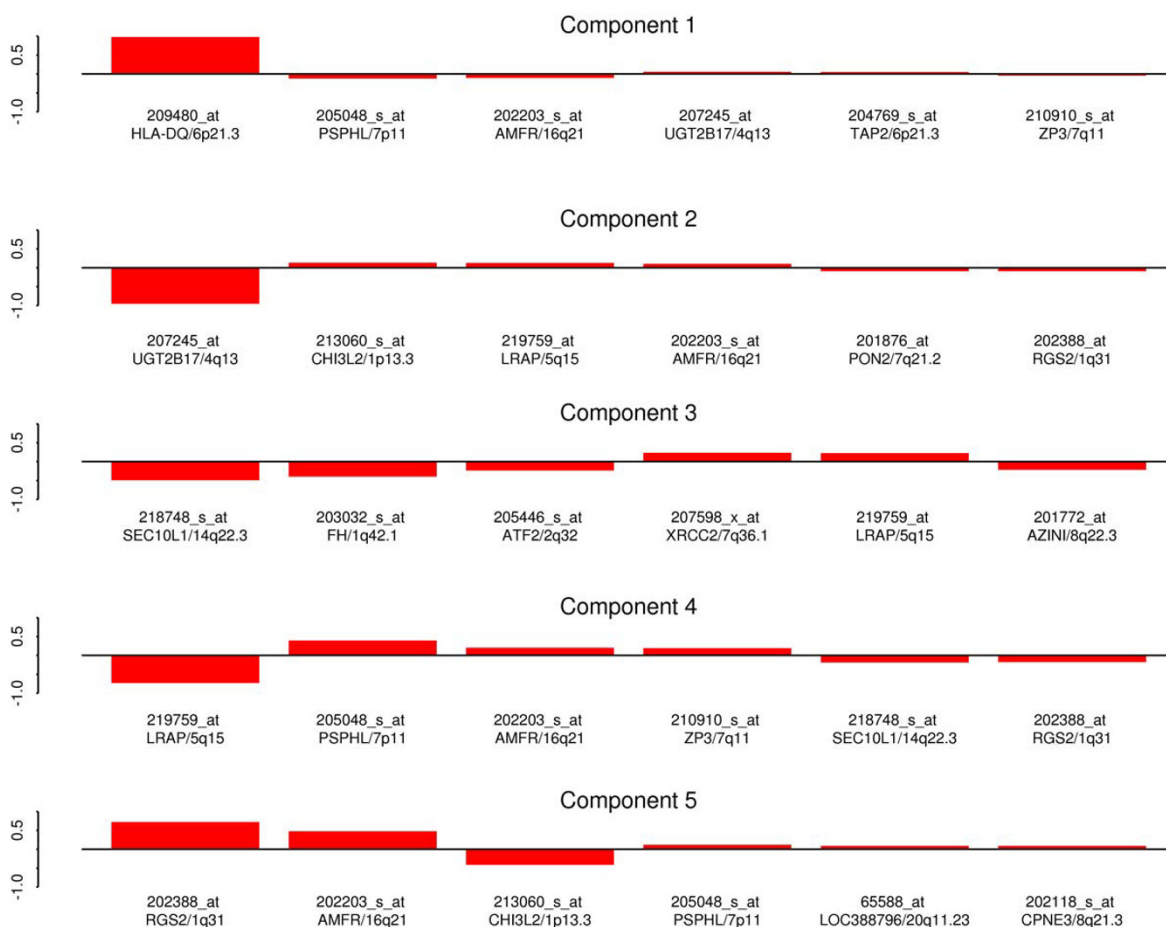 Component 1
0.5
-1.0
209480_at 205048_s_at 202203_s_at 207245_at 204769_s_at 210910_s_at
HLA-DQ/6p21.3 PSPHL/7p11 AMFR/16q21 UGT2B17/4q13 TAP2/6p21.3 ZP3/7q11
Component 2
0.5
-1.0
207245_at 213060_s_at 219759_at 202203_s_at 201876_at 202388_at
UGT2B17/4q13 CHI3L2/1p13.3 LRAP/5q15 AMFR/16q21 PON2/7q21.2 RGS2/1q31
Component 3
0.5
-1.0
218748_s_at 203032_s_at 205446_s_at 207598_x_at 219759_at 201772_at
SEC10L1/14q22.3 FH/1q42.1 ATF2/2q32 XRCC2/7q36.1 LRAP/5q15 AZINI/8q22.3
Component 4
0.5
-1.0
219759_at 205048_s_at 202203_s_at 210910_s_at 218748_s_at 202388_at
LRAP/5q15 PSPHL/7p11 AMFR/16q21 ZP3/7q11 SEC10L1/14q22.3 RGS2/1q31
Component 5
0.5
-1.0
202388_at 202203_s_at 213060_s_at 205048_s_at 65588_at 202118_s_at
RGS2/1q31 AMFR/16q21 CHI3L2/1p13.3 PSPHL/7p11 LOC388796/20q11.23 CPNE3/8q21.3